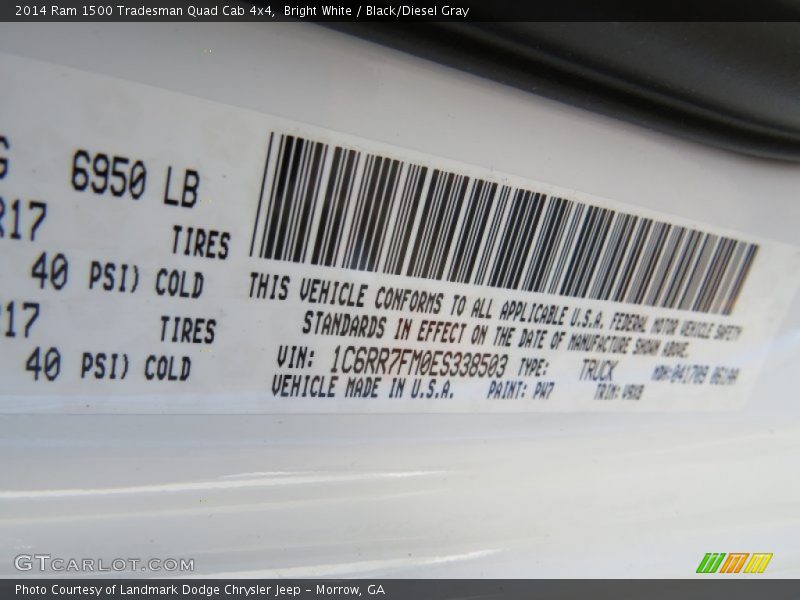 2014 Ram 1500 Tradesman Quad Cab 4x4, Bright White / Black/Diesel Gray
6950 LB
R17
TIRES
40 PSI) COLD
R17
TIRES
40 PSI) COLD
THIS VEHICLE CONFORMS TO ALL APPLICABLE U.S.A. FEDERAL MOTOR VEHICLE SAFETY
STANDARDS IN EFFECT ON THE DATE OF MANUFACTURE SHOWN ABOVE.
VIN: 1C6RR7FM0ES338503 TYPE: TRUCK
VEHICLE MADE IN U.S.A. PAINT: PW7 TRIM:
GTCARLOT.COM
Photo Courtesy of Landmark Dodge Chrysler Jeep – Morrow, GA